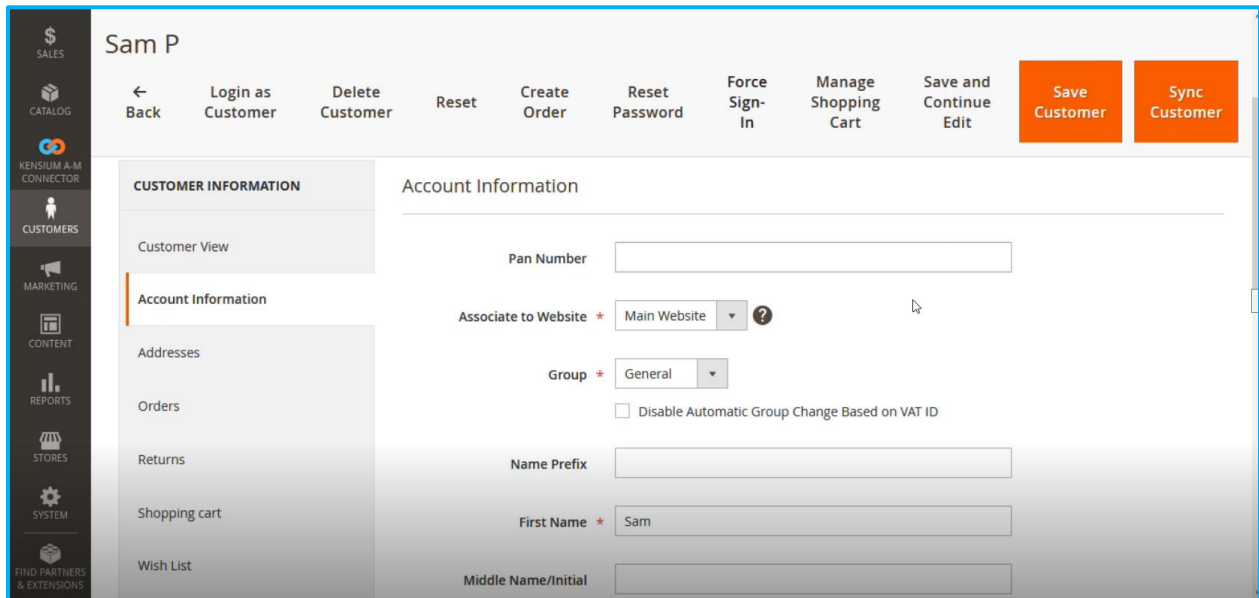 $
SALES
CATALOG
KENSIUM A-M
CONNECTOR
CUSTOMERS
MARKETING
CONTENT
REPORTS
STORES
SYSTEM
FIND PARTNERS
& EXTENSIONS
Sam P
Back
Login as
Customer
Delete
Customer
Reset
Create
Order
Reset
Password
Force
Sign-
In
Manage
Shopping
Cart
Save and
Continue
Edit
Save
Customer
Sync
Customer
CUSTOMER INFORMATION
Customer View
Account Information
Addresses
Orders
Returns
Shopping cart
Wish List
Account Information
Pan Number
Associate to Website * Main Website ?
Group * General
Disable Automatic Group Change Based on VAT ID
Name Prefix
First Name * Sam
Middle Name/Initial